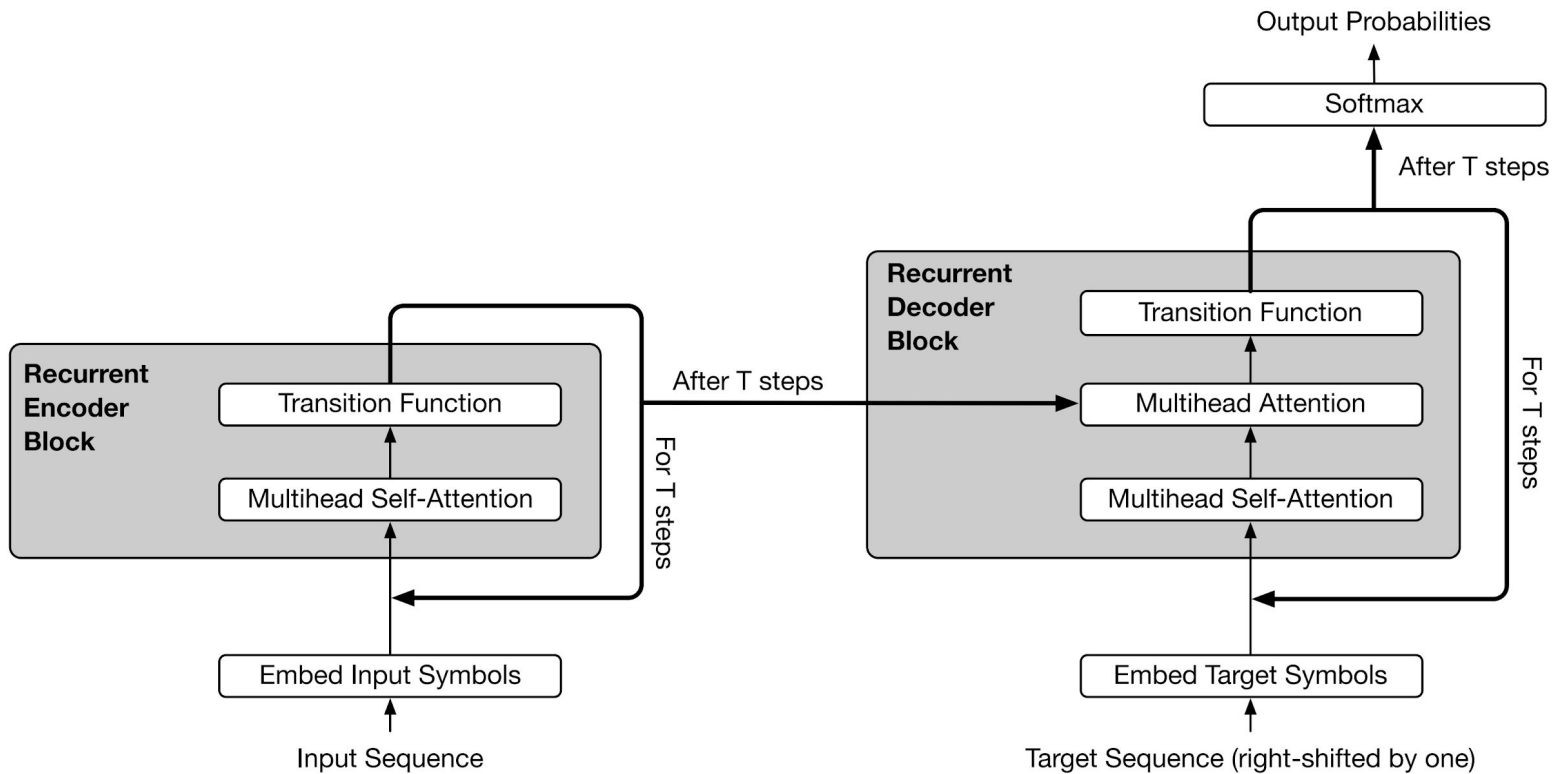 Output Probabilities
Softmax
After T steps
Recurrent
Decoder
Block
Transition Function
Multihead Attention
Multihead Self-Attention
For T steps
Embed Target Symbols
Target Sequence (right-shifted by one)
After T steps
Recurrent
Encoder
Block
Transition Function
Multihead Self-Attention
For T steps
Embed Input Symbols
Input Sequence